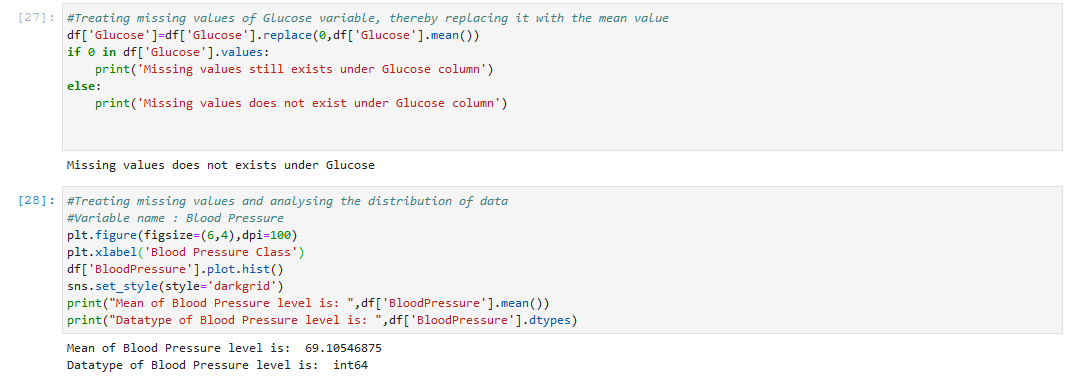 [27]: #Treating missing values of Glucose variable, thereby replacing it with the mean value
df['Glucose']=df['Glucose'].replace(0,df['Glucose'].mean())
if 0 in df['Glucose'].values:
    print('Missing values still exists under Glucose column')
else:
    print('Missing values does not exist under Glucose column')
Missing values does not exists under Glucose
[28]: #Treating missing values and analysing the distribution of data
#Variable name : Blood Pressure
plt.figure(figsize=(6,4),dpi=100)
plt.xlabel('Blood Pressure Class')
df['BloodPressure'].plot.hist()
sns.set_style(style='darkgrid')
print("Mean of Blood Pressure level is: ",df['BloodPressure'].mean())
print("Datatype of Blood Pressure level is: ",df['BloodPressure'].dtypes)
Mean of Blood Pressure level is:  69.10546875
Datatype of Blood Pressure level is:  int64